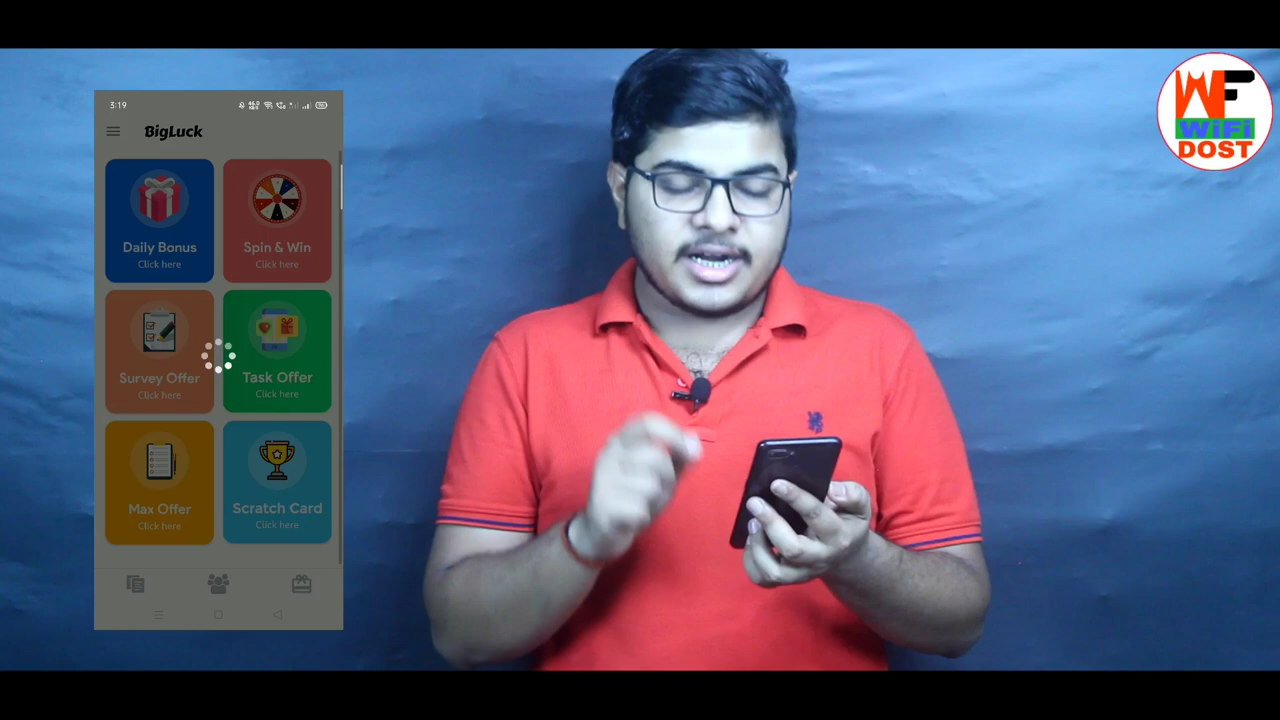 3:19
BigLuck
Daily Bonus
Click here
Spin & Win
Click here
Survey Offer
Click here
Task Offer
Click here
Max Offer
Click here
Scratch Card
Click here
WF
WiFi
DOST